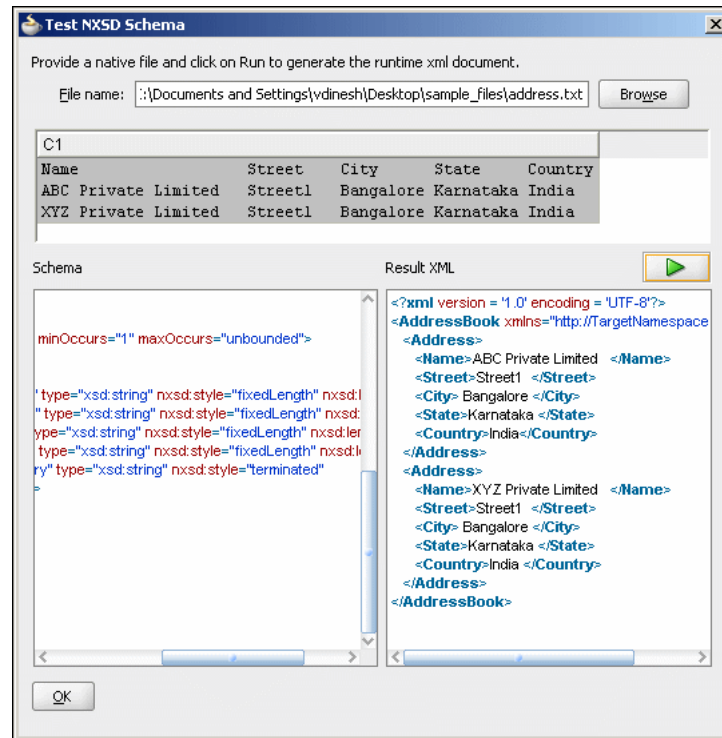 Test NXSD Schema
Provide a native file and click on Run to generate the runtime xml document.
File name: :\Documents and Settings\vdinesh\Desktop\sample_files\address.txt Browse
C1
Name Street City State Country
ABC Private Limited Street1 Bangalore Karnataka India
XYZ Private Limited Street1 Bangalore Karnataka India
Schema
minOccurs="1" maxOccurs="unbounded">
" type="xsd:string" nxsd:style="fixedLength" nxsd:l
" type="xsd:string" nxsd:style="fixedLength" nxsd:
ype="xsd:string" nxsd:style="fixedLength" nxsd:ler
type="xsd:string" nxsd:style="fixedLength" nxsd:l
ry" type="xsd:string" nxsd:style="terminated"
>
Result XML
<?xml version = '1.0' encoding = 'UTF-8'?>
<AddressBook xmlns="http://TargetNamespace
<Address>
<Name>ABC Private Limited </Name>
<Street>Street1 </Street>
<City> Bangalore </City>
<State>Karnataka </State>
<Country>India</Country>
</Address>
<Address>
<Name>XYZ Private Limited </Name>
<Street>Street1 </Street>
<City> Bangalore </City>
<State>Karnataka </State>
<Country>India </Country>
</Address>
</AddressBook>
OK